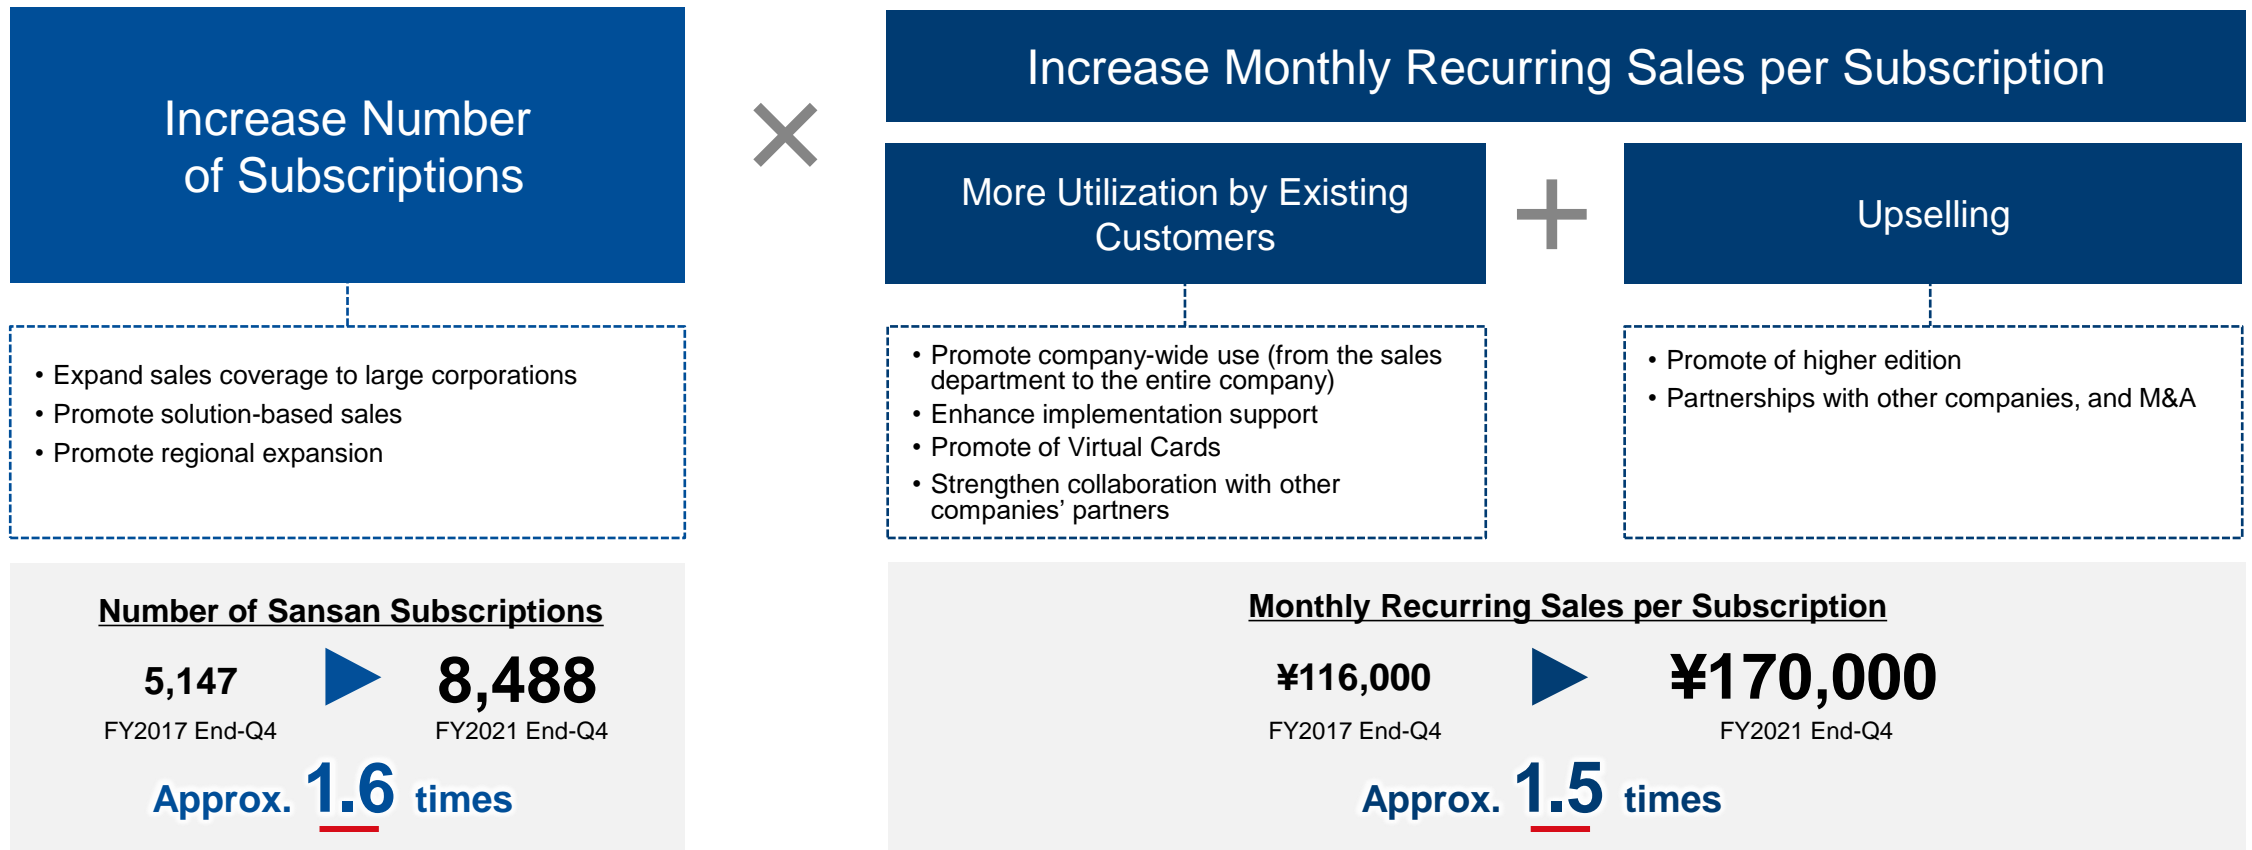 Increase Number
of Subscriptions
×
Increase Monthly Recurring Sales per Subscription
More Utilization by Existing
Customers
+
Upselling
• Expand sales coverage to large corporations
• Promote solution-based sales
• Promote regional expansion
• Promote company-wide use (from the sales
department to the entire company)
• Enhance implementation support
• Promote of Virtual Cards
• Strengthen collaboration with other
companies’ partners
• Promote of higher edition
• Partnerships with other companies, and M&A
Number of Sansan Subscriptions
5,147
8,488
FY2017 End-Q4
FY2021 End-Q4
Approx. 1.6 times
Monthly Recurring Sales per Subscription
¥116,000
¥170,000
FY2017 End-Q4
FY2021 End-Q4
Approx. 1.5 times